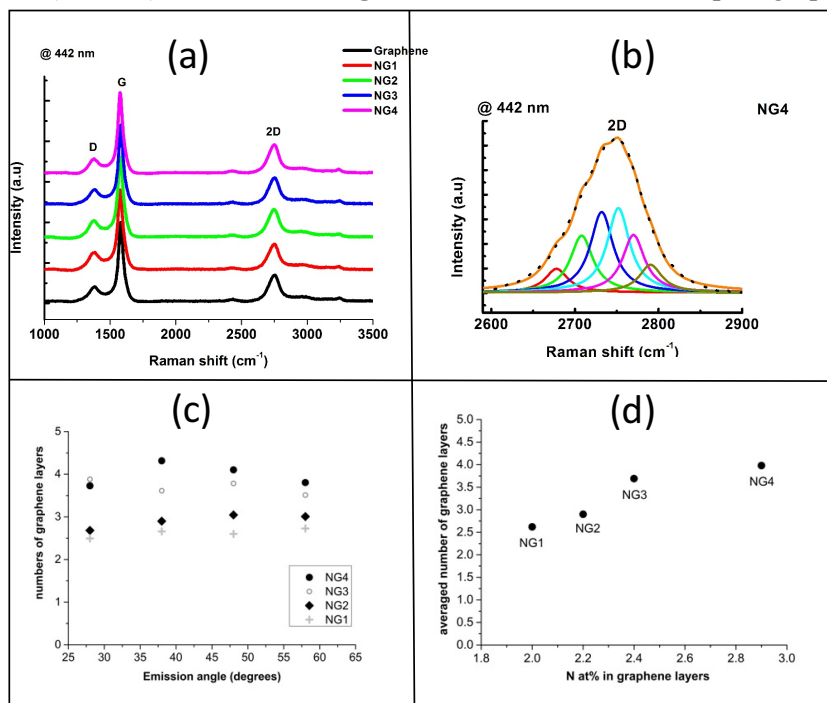 (a)
@ 442 nm
G
D
2D
Graphene
NG1
NG2
NG3
NG4
Intensity (a.u)
1000 1500 2000 2500 3000 3500
Raman shift (cm⁻¹)
(b)
@ 442 nm
2D
NG4
Intensity (a.u)
2600 2700 2800 2900
Raman shift (cm⁻¹)
(c)
numbers of graphene layers
5
4
3
2
1
0
NG4
NG3
NG2
NG1
25 30 35 40 45 50 55 60 65
Emission angle (degrees)
(d)
averaged number of graphene layers
5.0
4.5
4.0
3.5
3.0
2.5
2.0
1.5
1.0
0.5
0.0
NG1
NG2
NG3
NG4
1.8 2.0 2.2 2.4 2.6 2.8 3.0
N at% in graphene layers